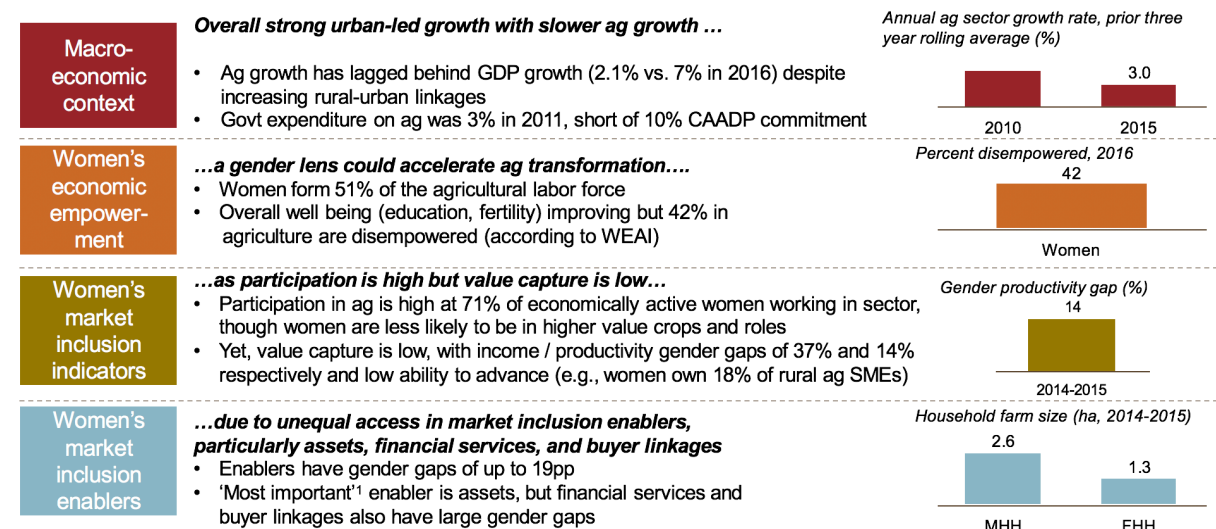 Macro-
economic
context
Overall strong urban-led growth with slower ag growth …
• Ag growth has lagged behind GDP growth (2.1% vs. 7% in 2016) despite
increasing rural-urban linkages
• Govt expenditure on ag was 3% in 2011, short of 10% CAADP commitment
Annual ag sector growth rate, prior three
year rolling average (%)
3.0
2010
2015
Women’s
economic
empower-
ment
…a gender lens could accelerate ag transformation….
• Women form 51% of the agricultural labor force
• Overall well being (education, fertility) improving but 42% in
agriculture are disempowered (according to WEAI)
Percent disempowered, 2016
42
Women
Women’s
market
inclusion
indicators
…as participation is high but value capture is low…
• Participation in ag is high at 71% of economically active women working in sector,
though women are less likely to be in higher value crops and roles
• Yet, value capture is low, with income / productivity gender gaps of 37% and 14%
respectively and low ability to advance (e.g., women own 18% of rural ag SMEs)
Gender productivity gap (%)
14
2014-2015
Women’s
market
inclusion
enablers
…due to unequal access in market inclusion enablers,
particularly assets, financial services, and buyer linkages
• Enablers have gender gaps of up to 19pp
• ‘Most important’¹ enabler is assets, but financial services and
buyer linkages also have large gender gaps
Household farm size (ha, 2014-2015)
2.6
1.3
MHH
FHH